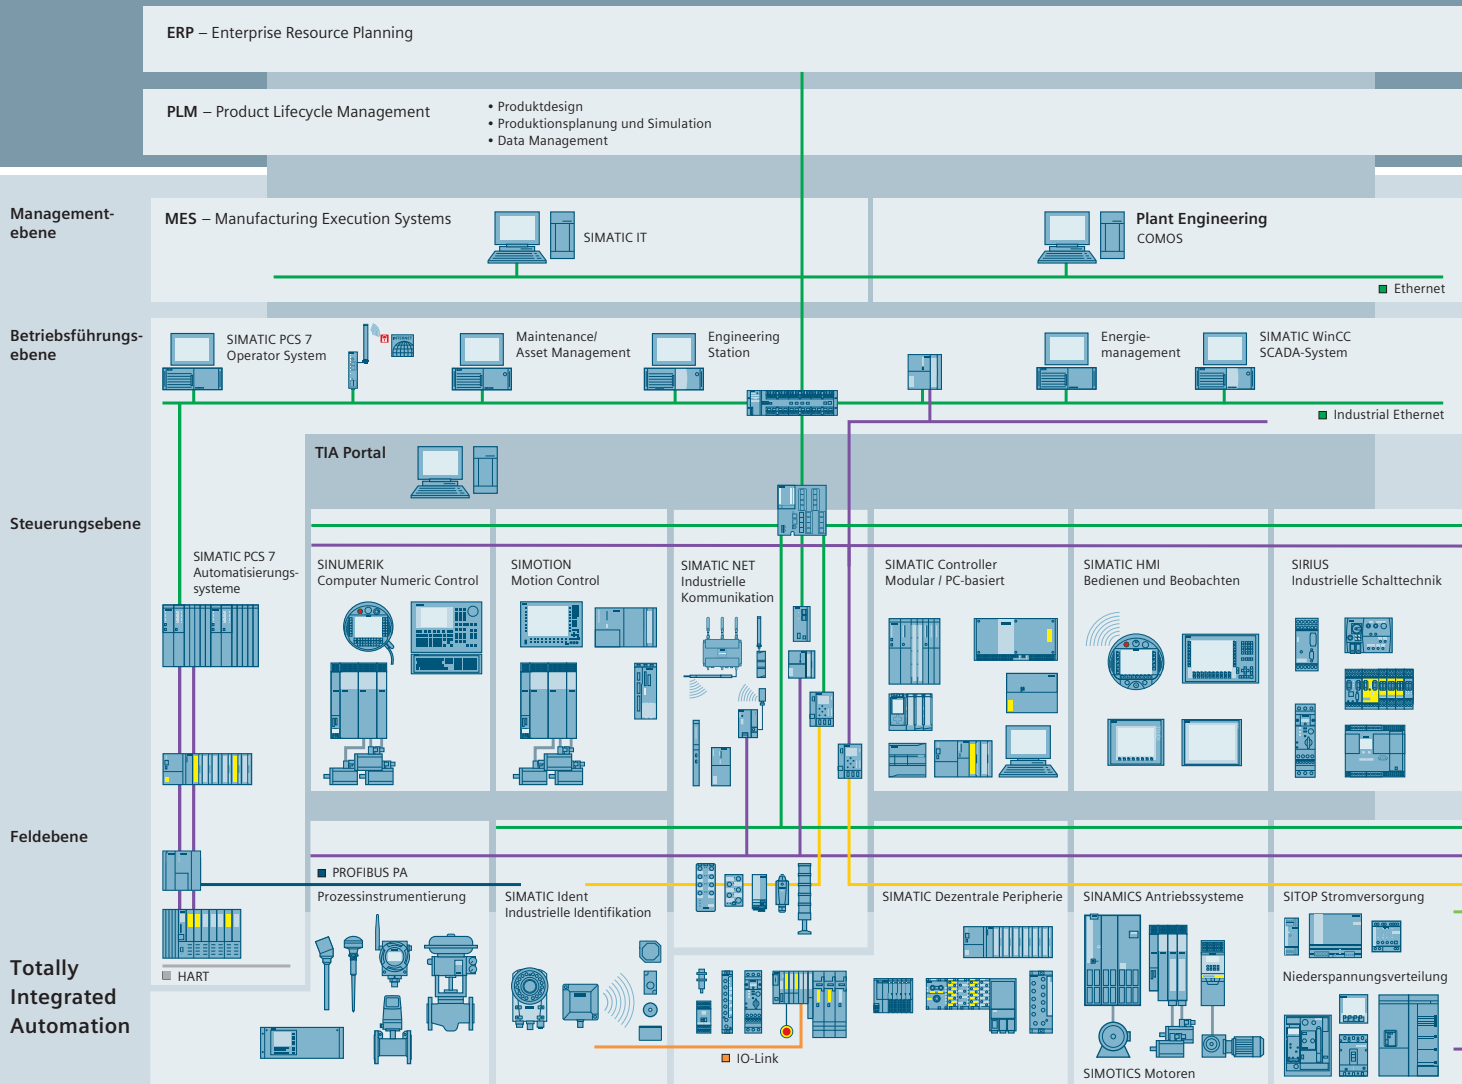 ERP – Enterprise Resource Planning
PLM – Product Lifecycle Management
• Produktdesign
• Produktionsplanung und Simulation
• Data Management
Management-
ebene
MES – Manufacturing Execution Systems
SIMATIC IT
Plant Engineering
COMOS
Ethernet
Betriebsführungs-
ebene
SIMATIC PCS 7
Operator System
INTERNET
Maintenance/
Asset Management
Engineering
Station
Energie-
management
SIMATIC WinCC
SCADA-System
Industrial Ethernet
TIA Portal
Steuerungsebene
SIMATIC PCS 7
Automatisierungs-
systeme
SINUMERIK
Computer Numeric Control
SIMOTION
Motion Control
SIMATIC NET
Industrielle
Kommunikation
SIMATIC Controller
Modular / PC-basiert
SIMATIC HMI
Bedienen und Beobachten
SIRIUS
Industrielle Schalttechnik
Feldebene
PROFIBUS PA
Prozessinstrumentierung
SIMATIC Ident
Industrielle Identifikation
SIMATIC Dezentrale Peripherie
SINAMICS Antriebssysteme
SITOP Stromversorgung
Niederspannungsverteilung
HART
Totally
Integrated
Automation
IO-Link
SIMOTICS Motoren